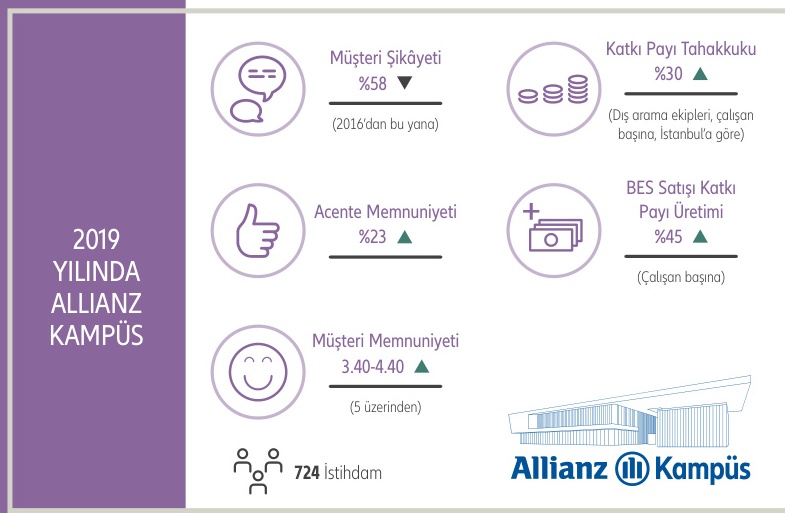 2019
YILINDA
ALLIANZ
KAMPÜS
Müşteri Şikâyeti
%58 ▼
(2016'dan bu yana)
Acente Memnuniyeti
%23 ▲
Müşteri Memnuniyeti
3.40-4.40 ▲
(5 üzerinden)
724 İstihdam
Katkı Payı Tahakkuku
%30 ▲
(Dış arama ekipleri, çalışan
başına, İstanbul'a göre)
BES Satışı Katkı
Payı Üretimi
%45 ▲
(Çalışan başına)
Allianz Kampüs